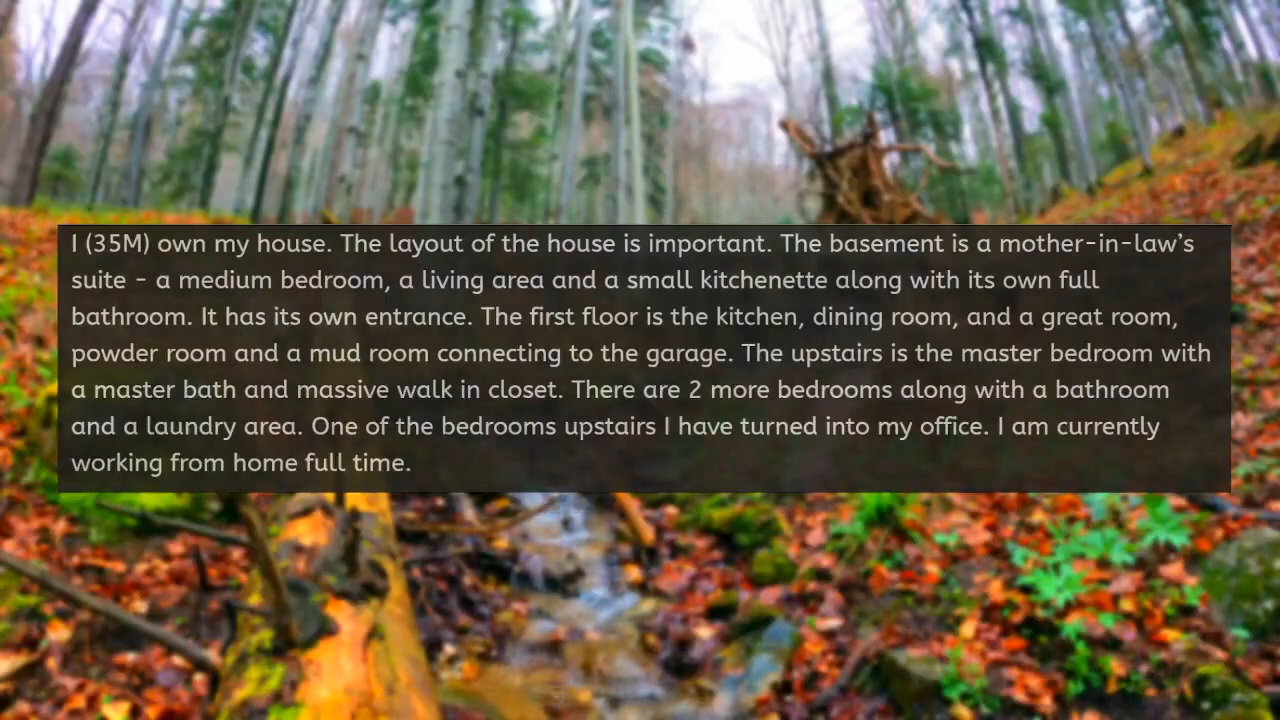 I (35M) own my house. The layout of the house is important. The basement is a mother-in-law’s
suite - a medium bedroom, a living area and a small kitchenette along with its own full
bathroom. It has its own entrance. The first floor is the kitchen, dining room, and a great room,
powder room and a mud room connecting to the garage. The upstairs is the master bedroom with
a master bath and massive walk in closet. There are 2 more bedrooms along with a bathroom
and a laundry area. One of the bedrooms upstairs I have turned into my office. I am currently
working from home full time.